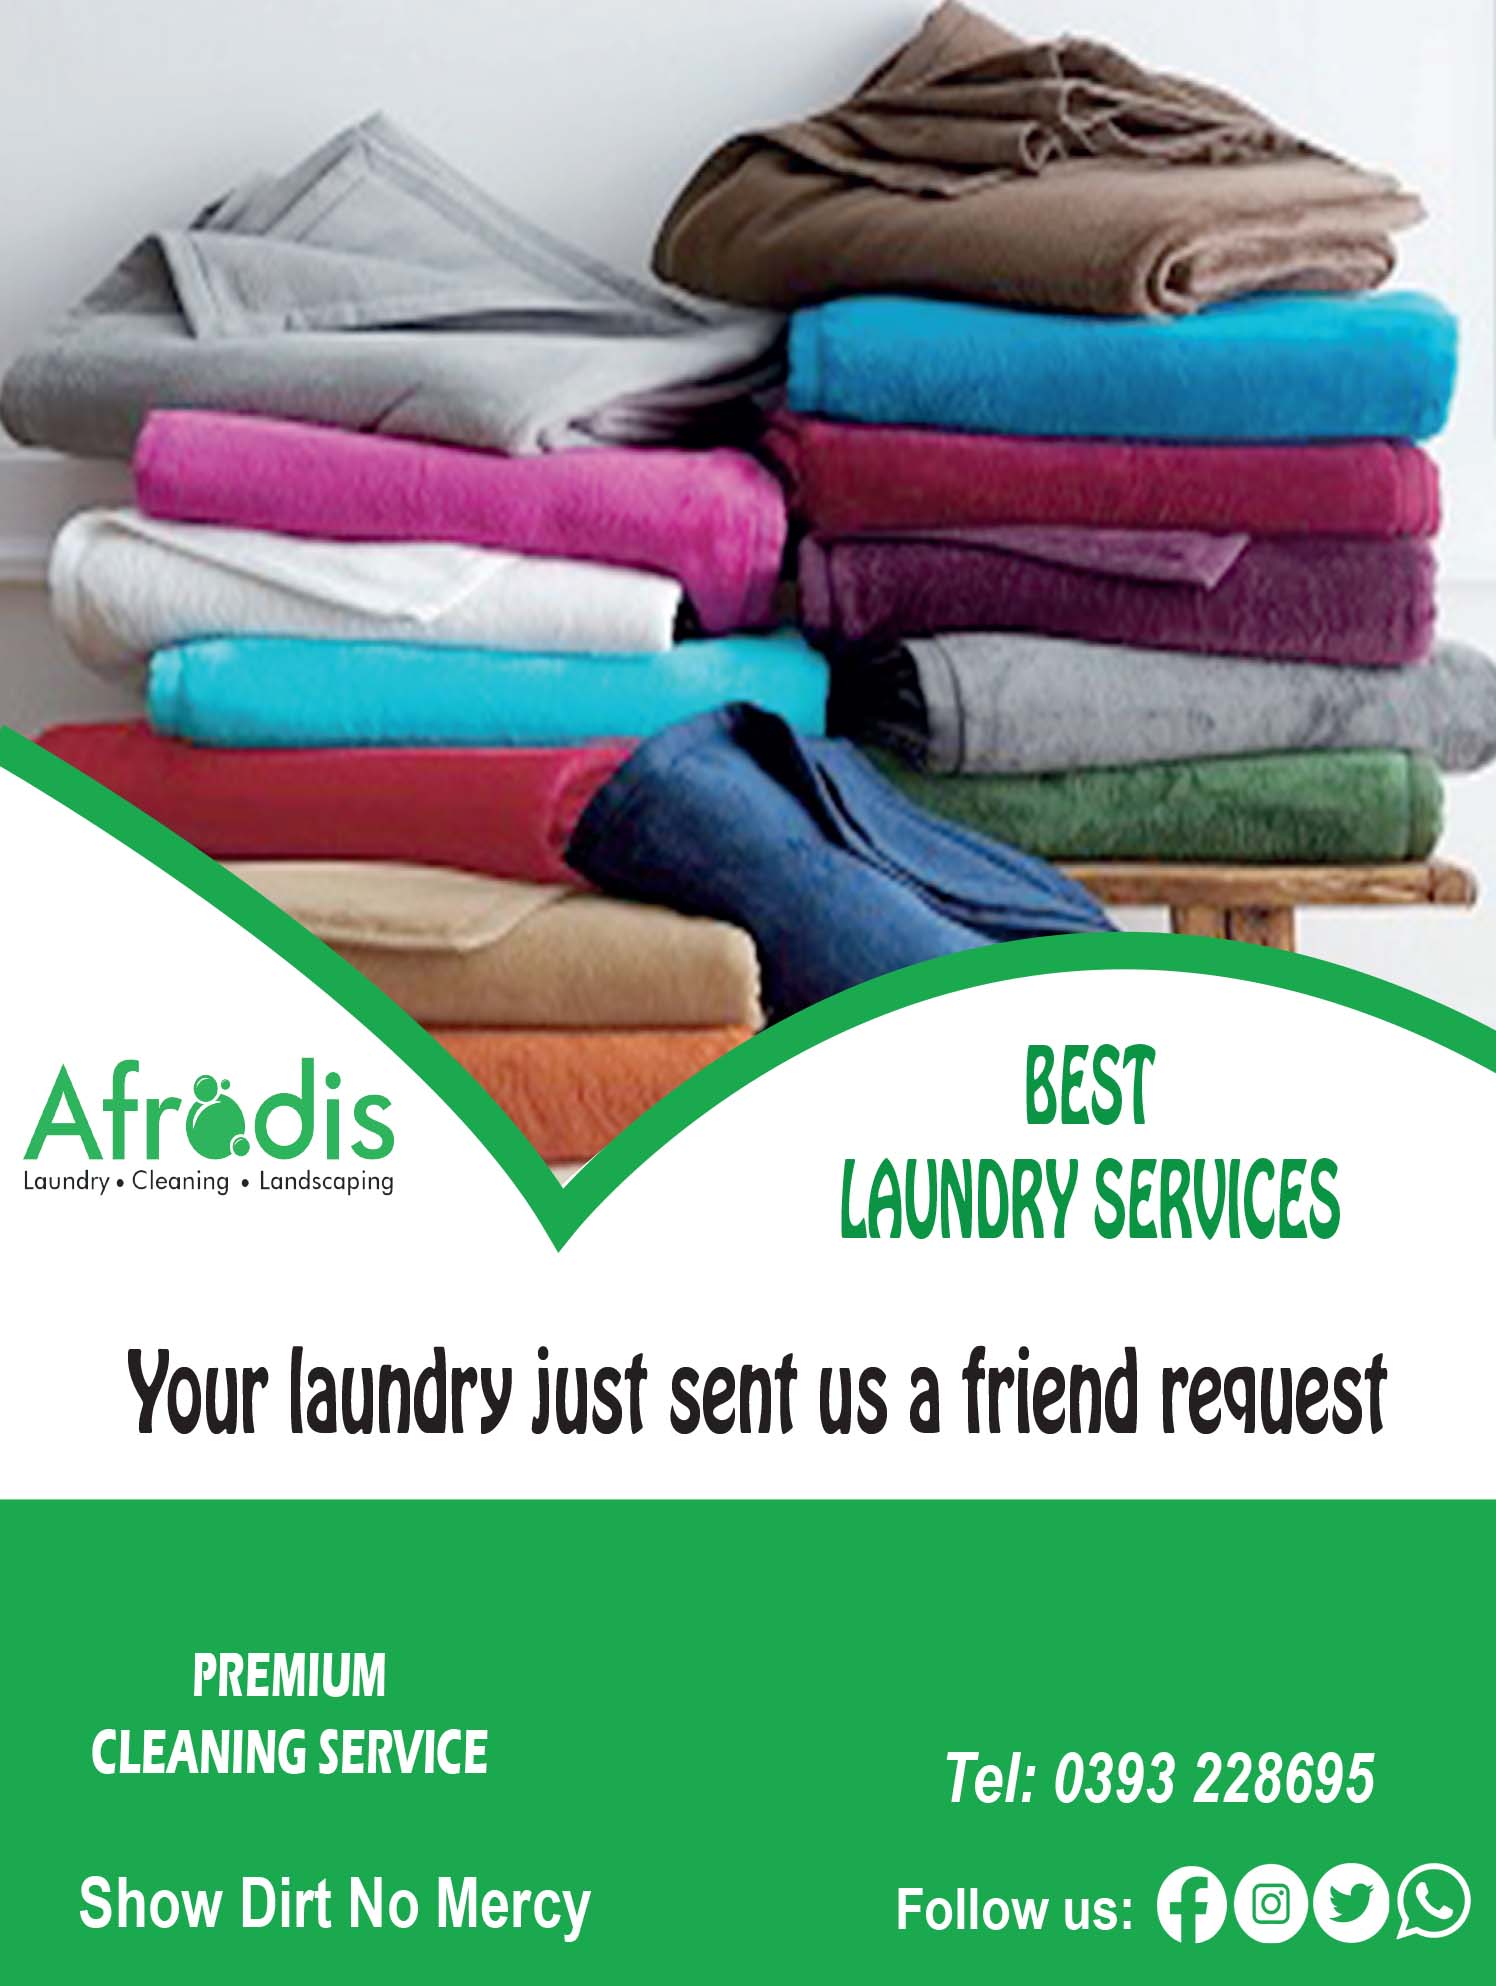 Afrodis
Laundry • Cleaning • Landscaping
BEST
LAUNDRY SERVICES
Your laundry just sent us a friend request
PREMIUM
CLEANING SERVICE
Tel: 0393 228695
Show Dirt No Mercy
Follow us: